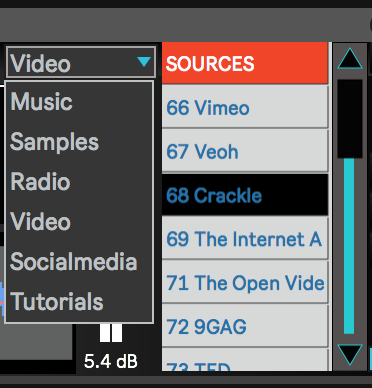 Video
Music
Samples
Radio
Video
Socialmedia
Tutorials
5.4 dB
SOURCES
66 Vimeo
67 Veoh
68 Crackle
69 The Internet A
71 The Open Vide
72 9GAG
73 TED